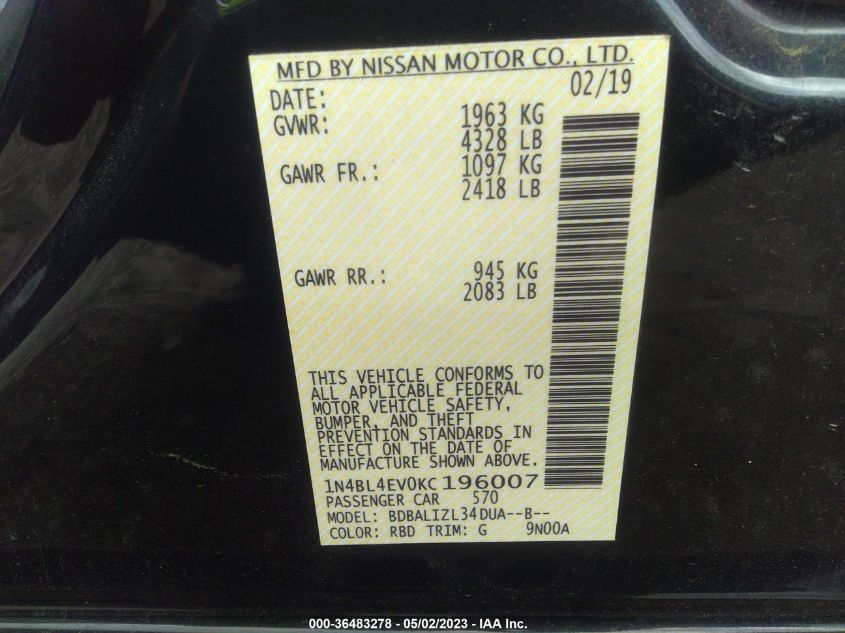 MFD BY NISSAN MOTOR CO., LTD.
DATE: 02/19
GVWR: 1963 KG
4328 LB
GAWR FR.: 1097 KG
2418 LB
GAWR RR.: 945 KG
2083 LB
THIS VEHICLE CONFORMS TO
ALL APPLICABLE FEDERAL
MOTOR VEHICLE SAFETY,
BUMPER, AND THEFT
PREVENTION STANDARDS IN
EFFECT ON THE DATE OF
MANUFACTURE SHOWN ABOVE.
1N4BL4EV0KC196007
PASSENGER CAR 570
MODEL: BDBALIZL34DUA--B--
COLOR: RBD TRIM: G 9N00A
000-36483278 - 05/02/2023 - IAA Inc.